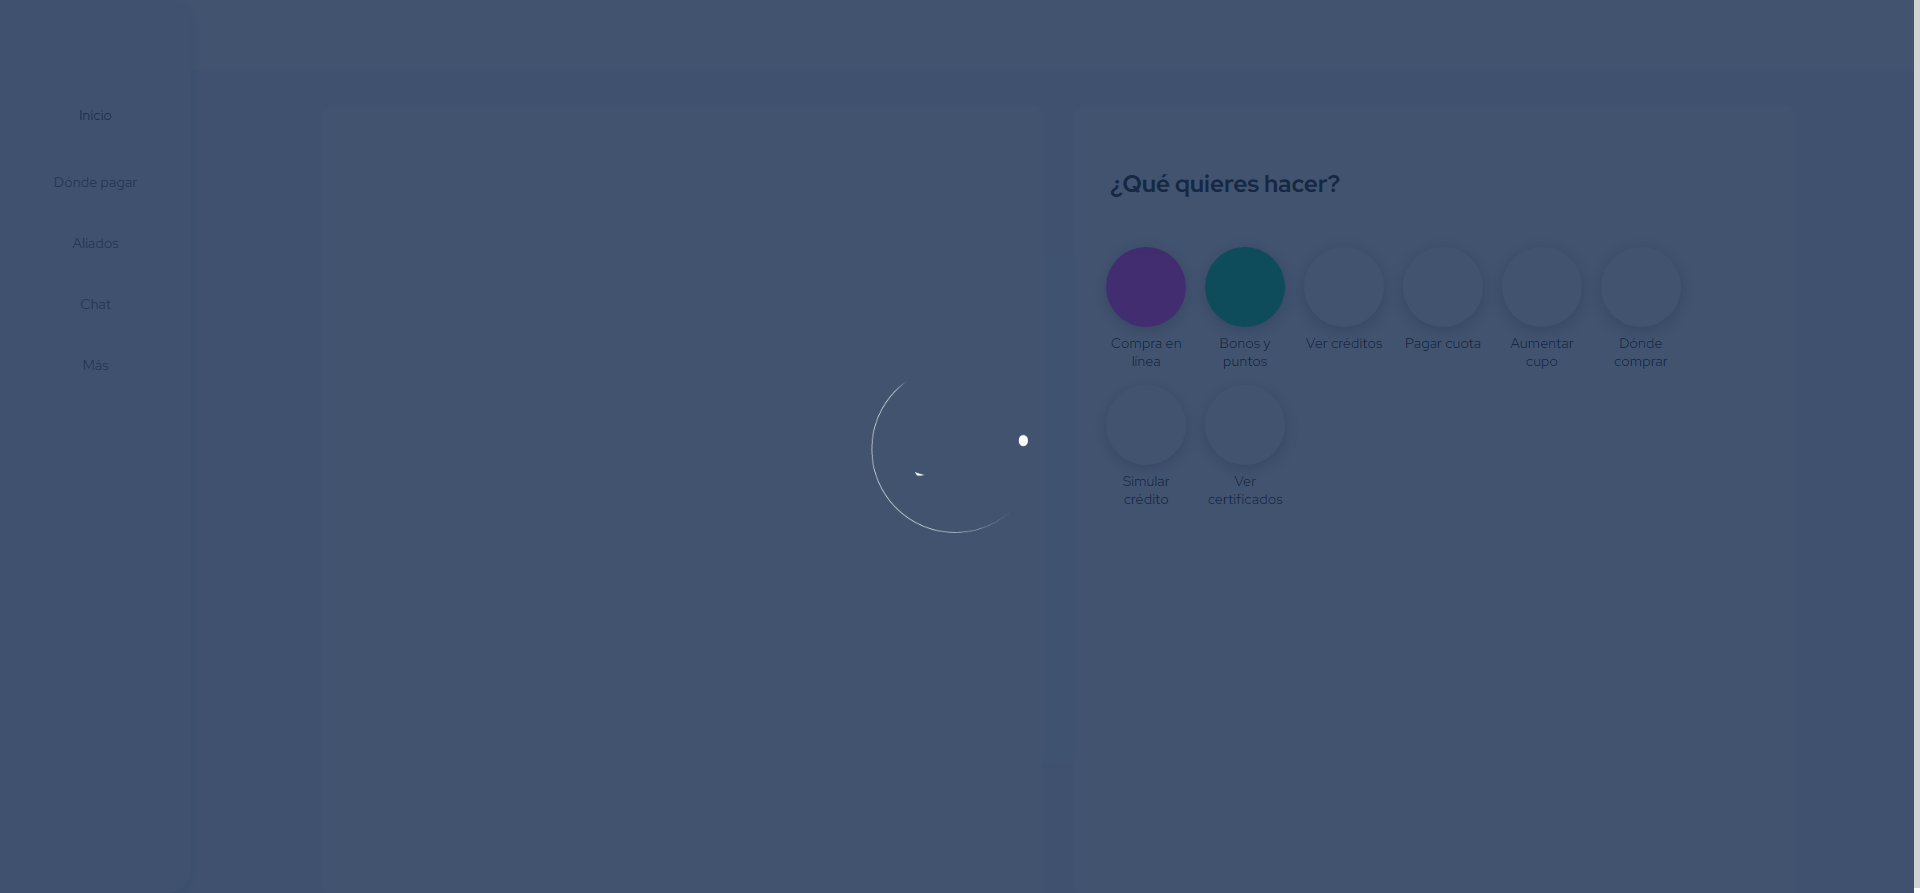 Inicio
Dónde pagar
Aliados
Chat
Más
¿Qué quieres hacer?
Compra en
línea
Bonos y
puntos
Ver créditos
Pagar cuota
Aumentar
cupo
Dónde
comprar
Simular
crédito
Ver
certificados